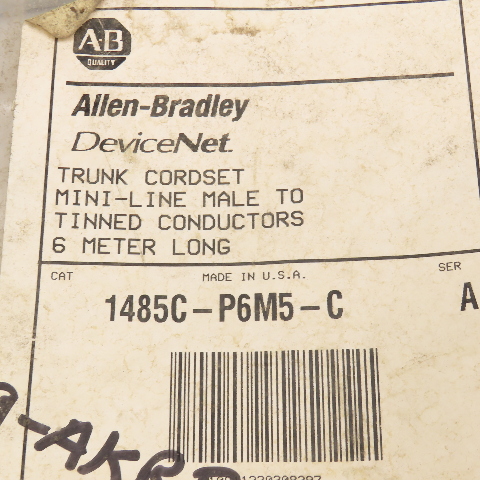 A-B
QUALITY
Allen-Bradley
DeviceNet.
TRUNK CORDSET
MINI-LINE MALE TO
TINNED CONDUCTORS
6 METER LONG
CAT MADE IN U.S.A. SER
1485C-P6M5-C A